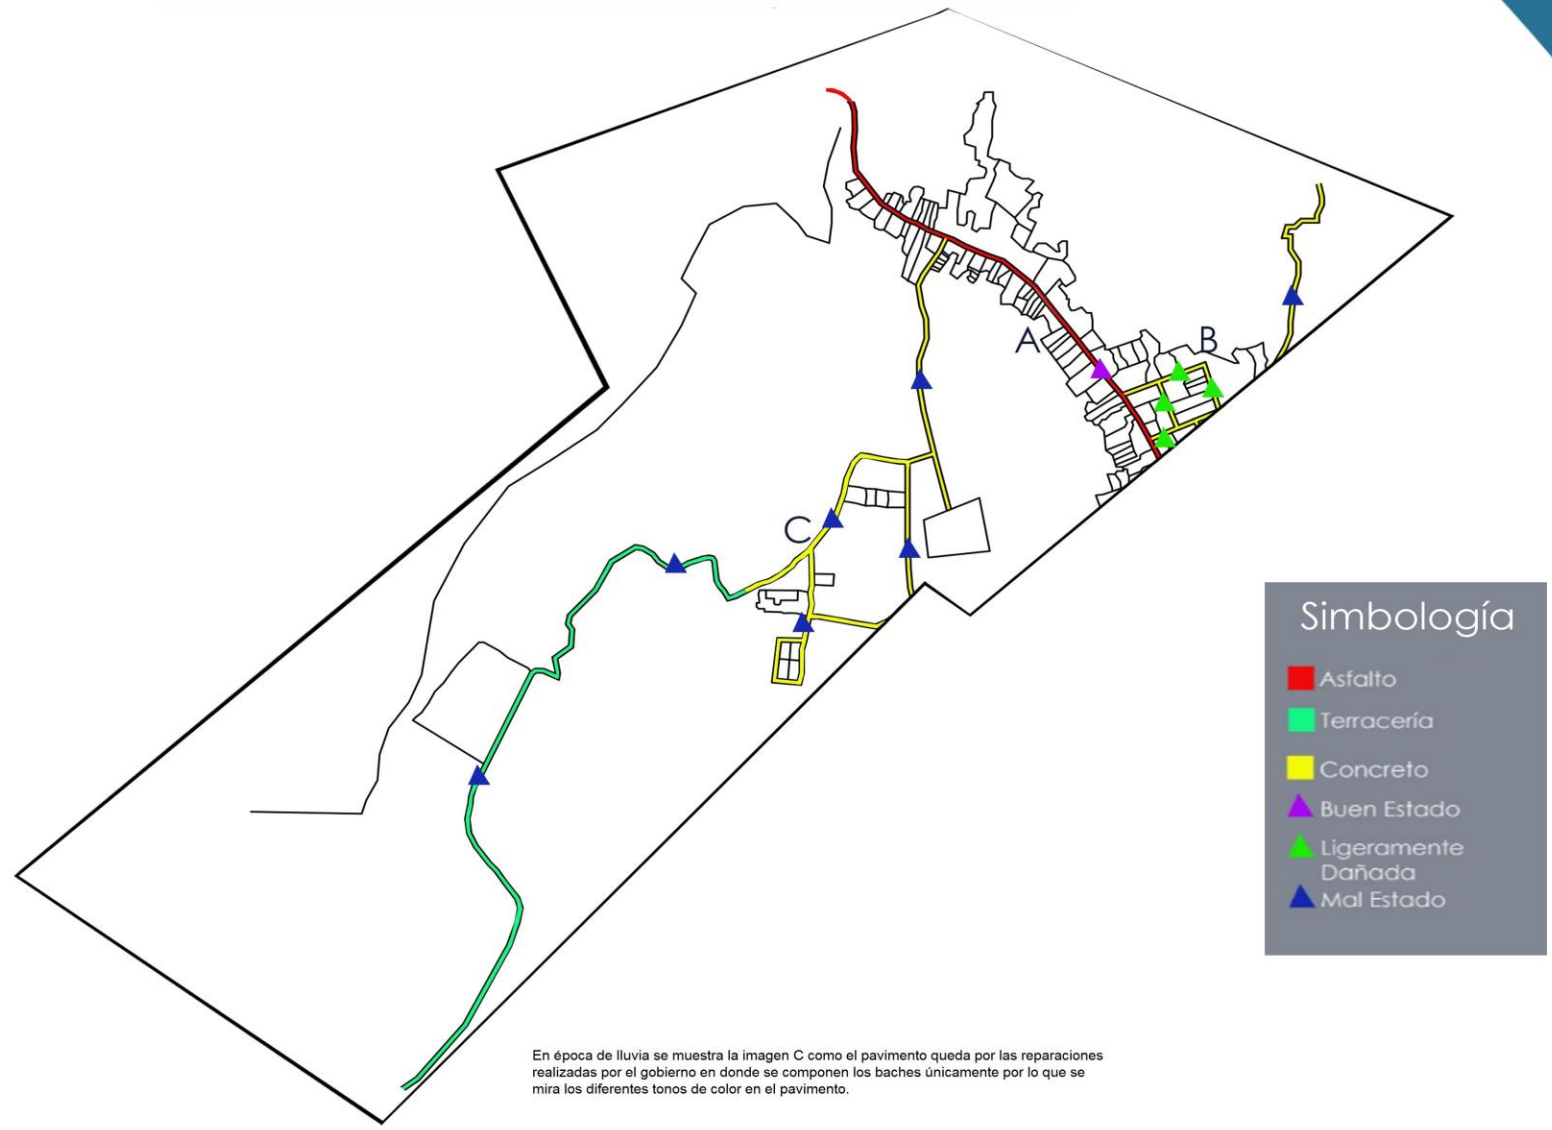 A
B
C
Simbología
Asfalto
Terracería
Concreto
Buen Estado
Ligeramente
Dañada
Mal Estado
En época de lluvia se muestra la imagen C como el pavimento queda por las reparaciones
realizadas por el gobierno en donde se componen los baches únicamente por lo que se
mira los diferentes tonos de color en el pavimento.